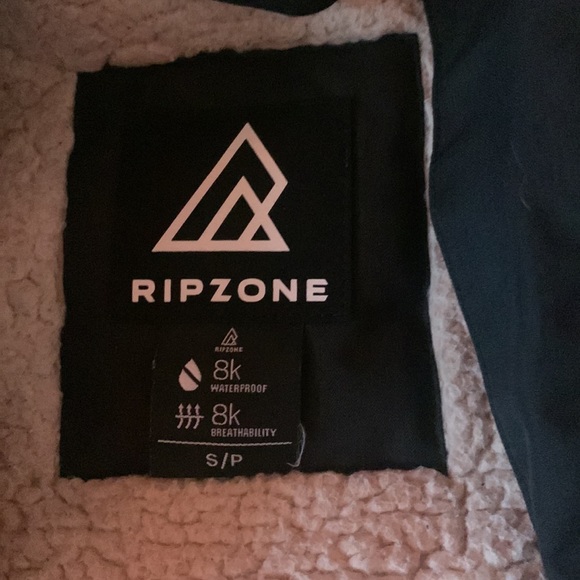 RIPZONE
RIPZONE
8k
WATERPROOF
8k
BREATHABILITY
S/P